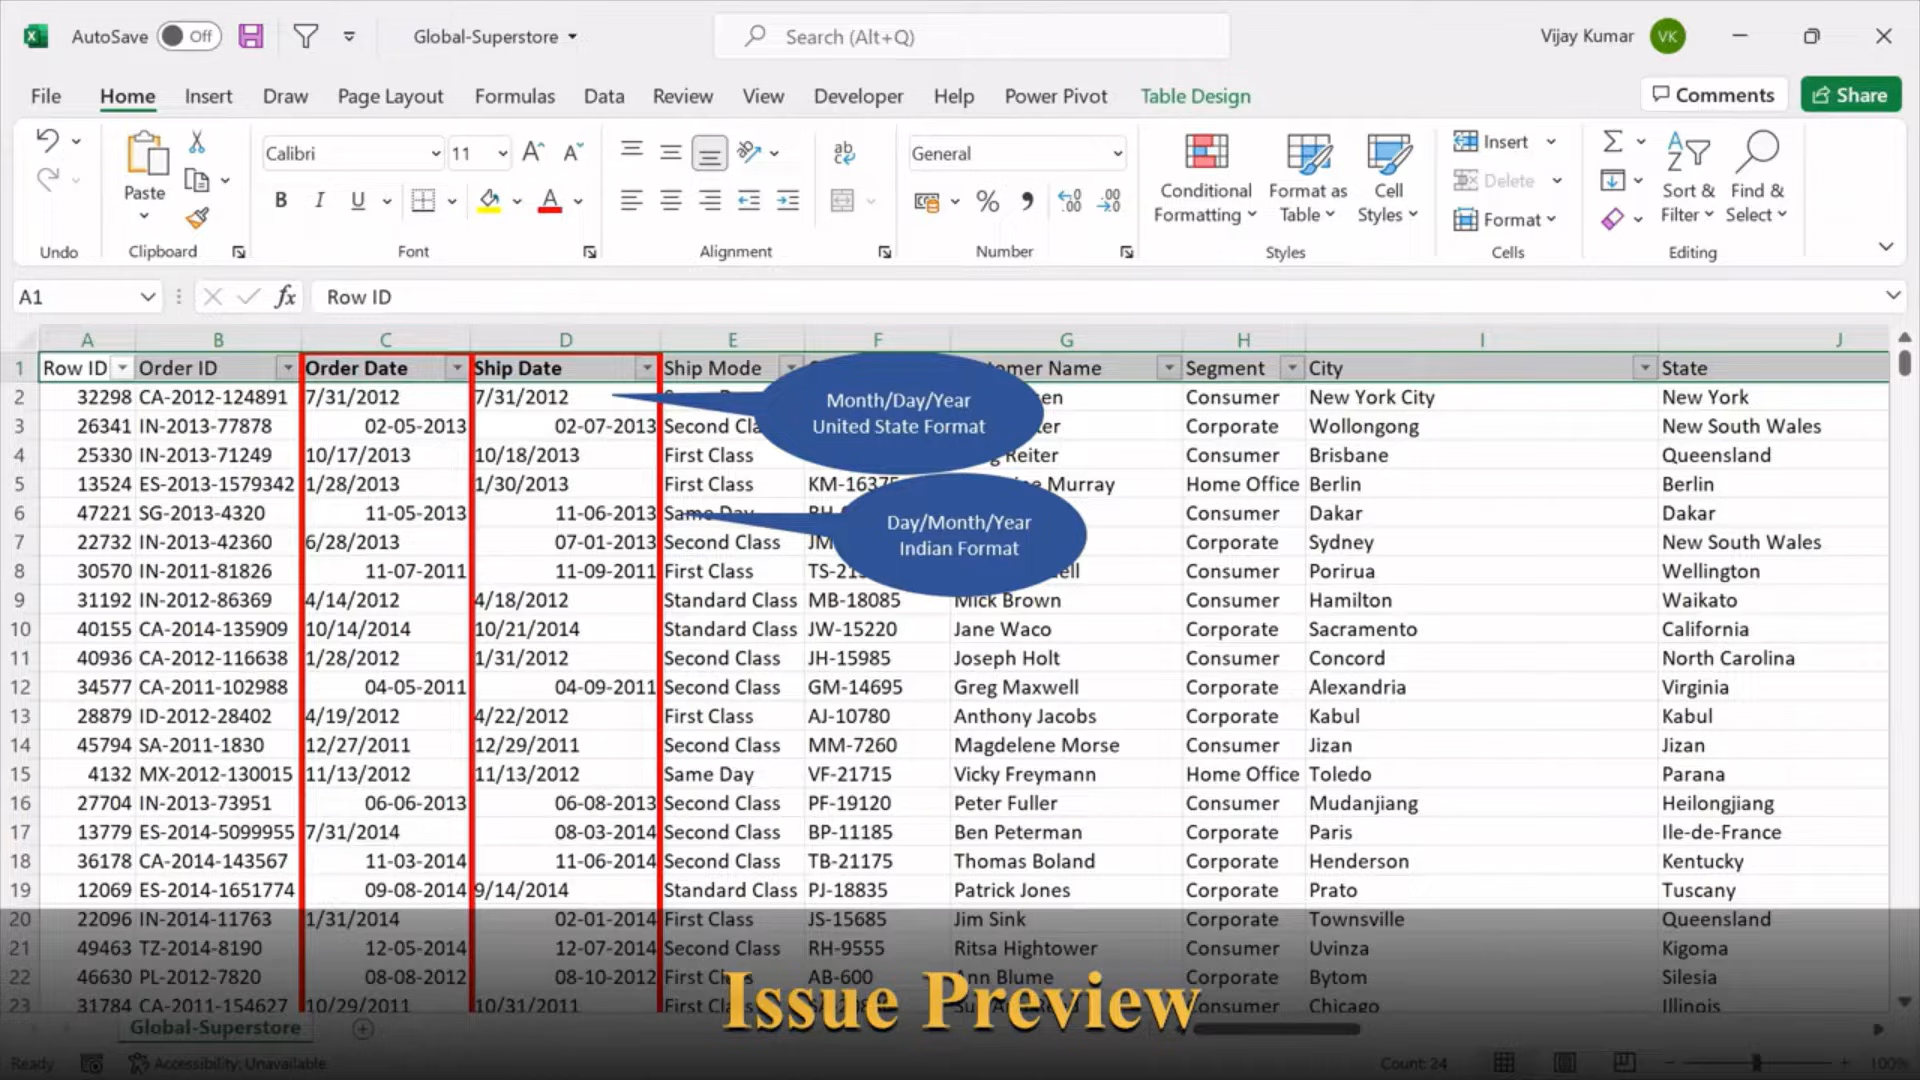 AutoSave Off Global-Superstore Search (Alt+Q) Vijay Kumar VK
File Home Insert Draw Page Layout Formulas Data Review View Developer Help Power Pivot Table Design Comments Share
Calibri 11 General
Paste Conditional Formatting Format as Table Cell Styles Insert Delete Format Sort & Filter Find & Select
Undo Clipboard Font Alignment Number Styles Cells Editing
A1 fx Row ID
A B C D E F G H I J
1 Row ID Order ID Order Date Ship Date Ship Mode Name Segment City State
2 32298 CA-2012-124891 7/31/2012 7/31/2012 Consumer New York City New York
3 26341 IN-2013-77878 02-05-2013 02-07-2013 Second Corporate Wollongong New South Wales
4 25330 IN-2013-71249 10/17/2013 10/18/2013 First Class Reiter Consumer Brisbane Queensland
5 13524 ES-2013-1579342 1/28/2013 1/30/2013 First Class Murray Home Office Berlin Berlin
6 47221 SG-2013-4320 11-05-2013 11-06-2013 Same Day Consumer Dakar Dakar
7 22732 IN-2013-42360 6/28/2013 07-01-2013 Second Class Corporate Sydney New South Wales
8 30570 IN-2011-81826 11-07-2011 11-09-2011 First Class Consumer Porirua Wellington
9 31192 IN-2012-86369 4/14/2012 4/18/2012 Standard Class MB-18085 Mick Brown Consumer Hamilton Waikato
10 40155 CA-2014-135909 10/14/2014 10/21/2014 Standard Class JW-15220 Jane Waco Corporate Sacramento California
11 40936 CA-2012-116638 1/28/2012 1/31/2012 Second Class JH-15985 Joseph Holt Consumer Concord North Carolina
12 34577 CA-2011-102988 04-05-2011 04-09-2011 Second Class GM-14695 Greg Maxwell Corporate Alexandria Virginia
13 28879 ID-2012-28402 4/19/2012 4/22/2012 First Class AJ-10780 Anthony Jacobs Corporate Kabul Kabul
14 45794 SA-2011-1830 12/27/2011 12/29/2011 Second Class MM-7260 Magdelene Morse Consumer Jizan Jizan
15 4132 MX-2012-130015 11/13/2012 11/13/2012 Same Day VF-21715 Vicky Freymann Home Office Toledo Parana
16 27704 IN-2013-73951 06-06-2013 06-08-2013 Second Class PF-19120 Peter Fuller Consumer Mudanjiang Heilongjiang
17 13779 ES-2014-5099955 7/31/2014 08-03-2014 Second Class BP-11185 Ben Peterman Corporate Paris Ile-de-France
18 36178 CA-2014-143567 11-03-2014 11-06-2014 Second Class TB-21175 Thomas Boland Corporate Henderson Kentucky
19 12069 ES-2014-1651774 09-08-2014 9/14/2014 Standard Class PJ-18835 Patrick Jones Corporate Prato Tuscany
20 22096 IN-2014-11763 1/31/2014 02-01-2014 First Class JS-15685 Jim Sink Corporate Townsville Queensland
21 49463 TZ-2014-8190 12-05-2014 12-07-2014 Second Class RH-9555 Ritsa Hightower Consumer Uvinza Kigoma
22 46630 PL-2012-7820 08-08-2012 08-10-2012 First AB-600 Ann Blume Corporate Bytom Silesia
23 31784 CA-2011-154627 10/29/2011 10/31/2011 First Consumer Chicago Illinois
Month/Day/Year
United State Format
Day/Month/Year
Indian Format
Issue Preview
Global-Superstore
Ready Accessibility: Unavailable Count: 24 100%